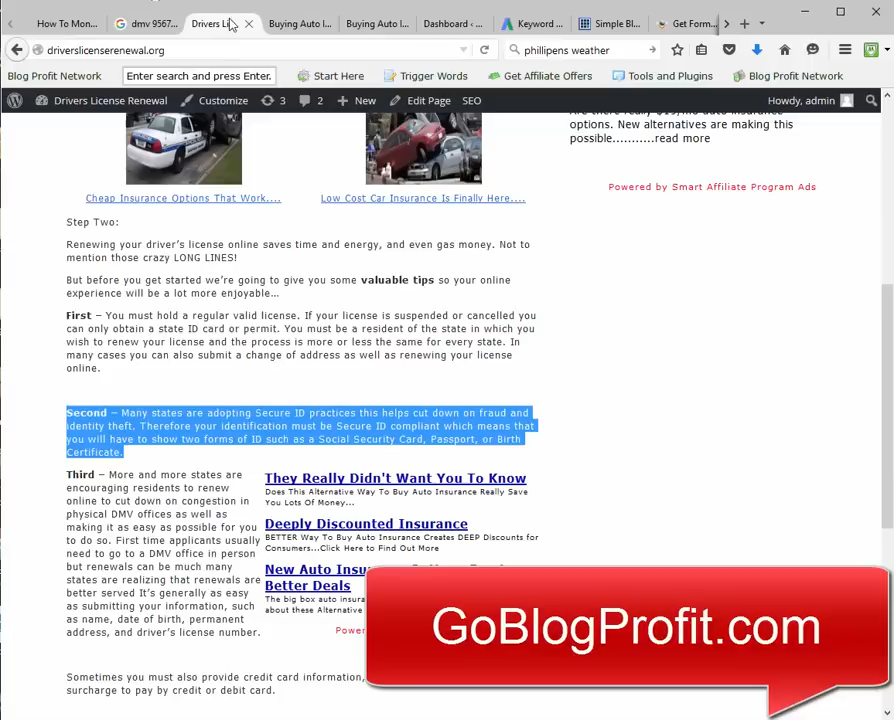 How To Mon...
dmv 9567...
Drivers Li...
Buying Auto I...
Buying Auto I...
Dashboard ‹ ...
Keyword ...
Simple Bl...
Get Form...
driverslicenserenewal.org
phillipens weather
Blog Profit Network
Enter search and press Enter.
Start Here
Trigger Words
Get Affiliate Offers
Tools and Plugins
Blog Profit Network
Drivers License Renewal
Customize
3
2
New
Edit Page
SEO
Howdy, admin
options. New alternatives are making this
possible...........read more
Powered by Smart Affiliate Program Ads
Cheap Insurance Options That Work....
Low Cost Car Insurance Is Finally Here....
Step Two:
Renewing your driver's license online saves time and energy, and even gas money. Not to
mention those crazy LONG LINES!
But before you get started we're going to give you some valuable tips so your online
experience will be a lot more enjoyable...
First – You must hold a regular valid license. If your license is suspended or cancelled you
can only obtain a state ID card or permit. You must be a resident of the state in which you
wish to renew your license and the process is more or less the same for every state. In
many cases you can also submit a change of address as well as renewing your license
online.
Second – Many states are adopting Secure ID practices this helps cut down on fraud and
identity theft. Therefore your identification must be Secure ID compliant which means that
you will have to show two forms of ID such as a Social Security Card, Passport, or Birth
Certificate.
Third – More and more states are
encouraging residents to renew
online to cut down on congestion in
physical DMV offices as well as
making it as easy as possible for you
to do so. First time applicants usually
need to go to a DMV office in person
but renewals can be much many
states are realizing that renewals are
better served It's generally as easy
as submitting your information, such
as name, date of birth, permanent
address, and driver's license number.
They Really Didn't Want You To Know
Does This Alternative Way To Buy Auto Insurance Really Save
You Lots Of Money...
Deeply Discounted Insurance
BETTER Way To Buy Auto Insurance Creates DEEP Discounts for
Consumers...Click Here to Find Out More
New Auto Insu
Better Deals
The big box auto insura
about these Alternative
Powe
GoBlogProfit.com
Sometimes you must also provide credit card information,
surcharge to pay by credit or debit card.